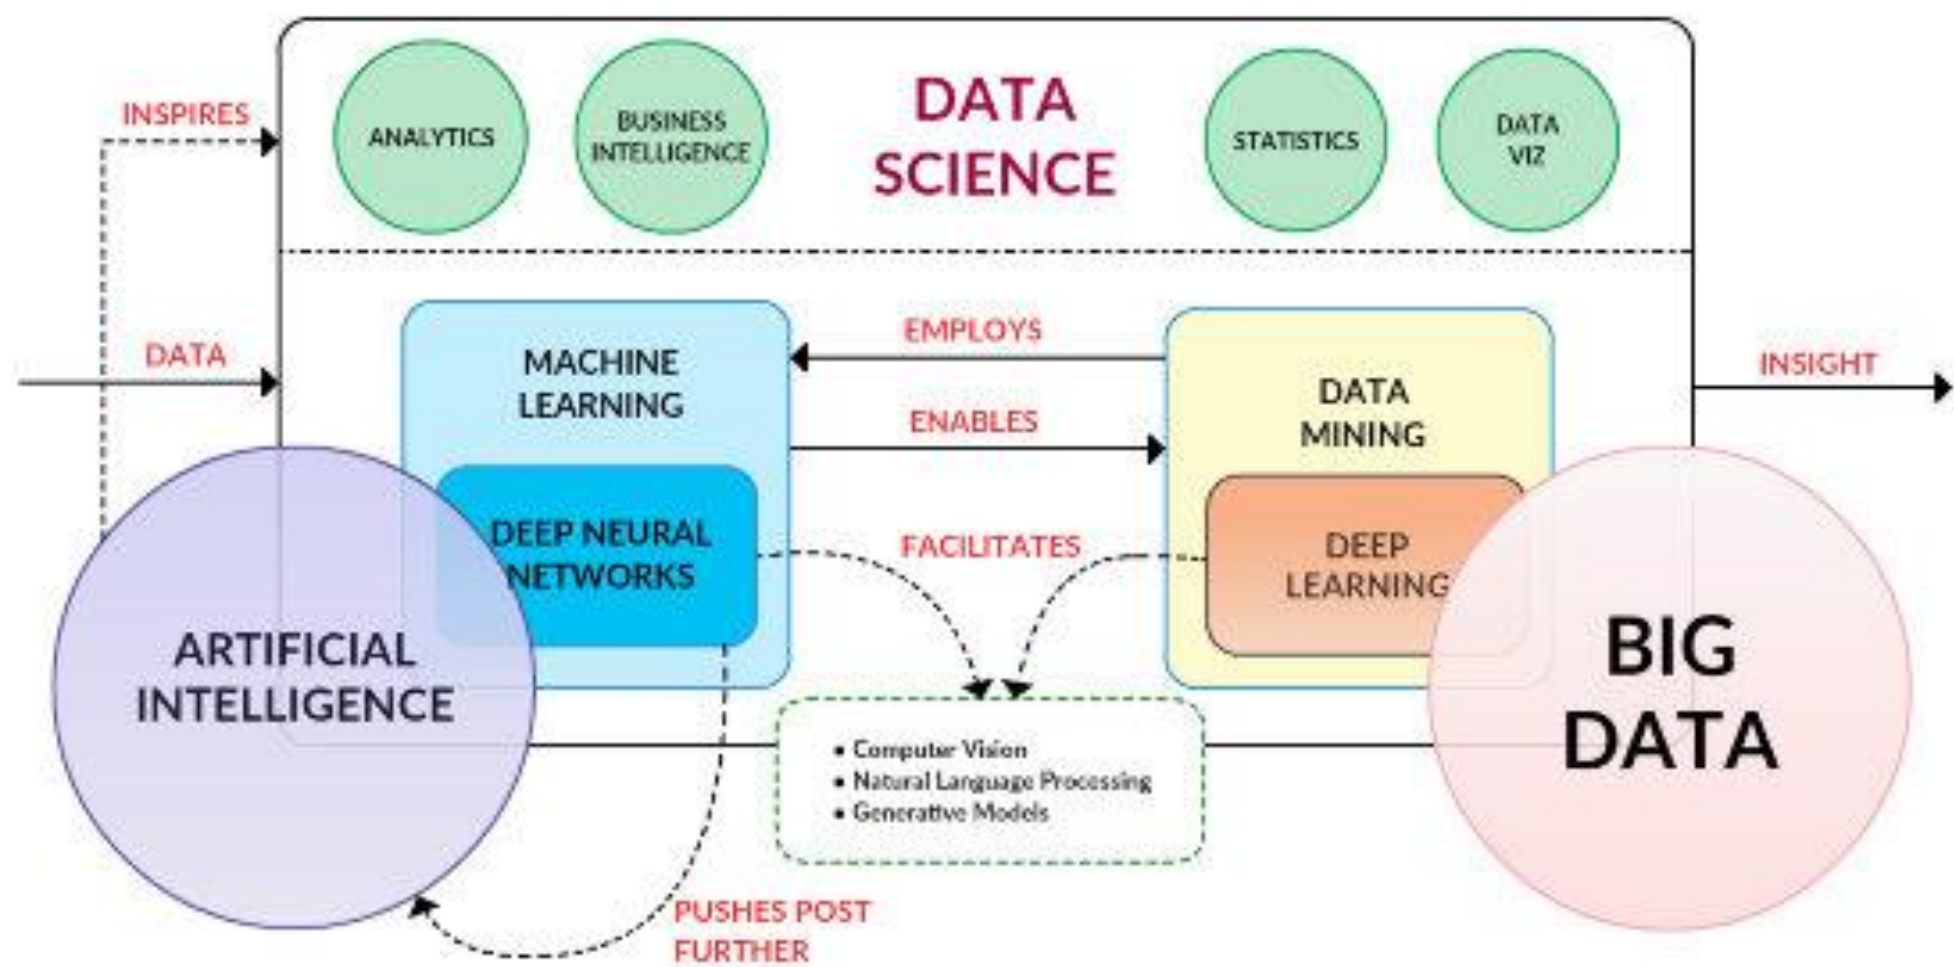 INSPIRES
ANALYTICS
BUSINESS
INTELLIGENCE
DATA
SCIENCE
STATISTICS
DATA
VIZ
DATA
MACHINE
LEARNING
EMPLOYS
ENABLES
DATA
MINING
INSIGHT
DEEP NEURAL
NETWORKS
FACILITATES
DEEP
LEARNING
ARTIFICIAL
INTELLIGENCE
BIG
DATA
• Computer Vision
• Natural Language Processing
• Generative Models
PUSHES POST
FURTHER